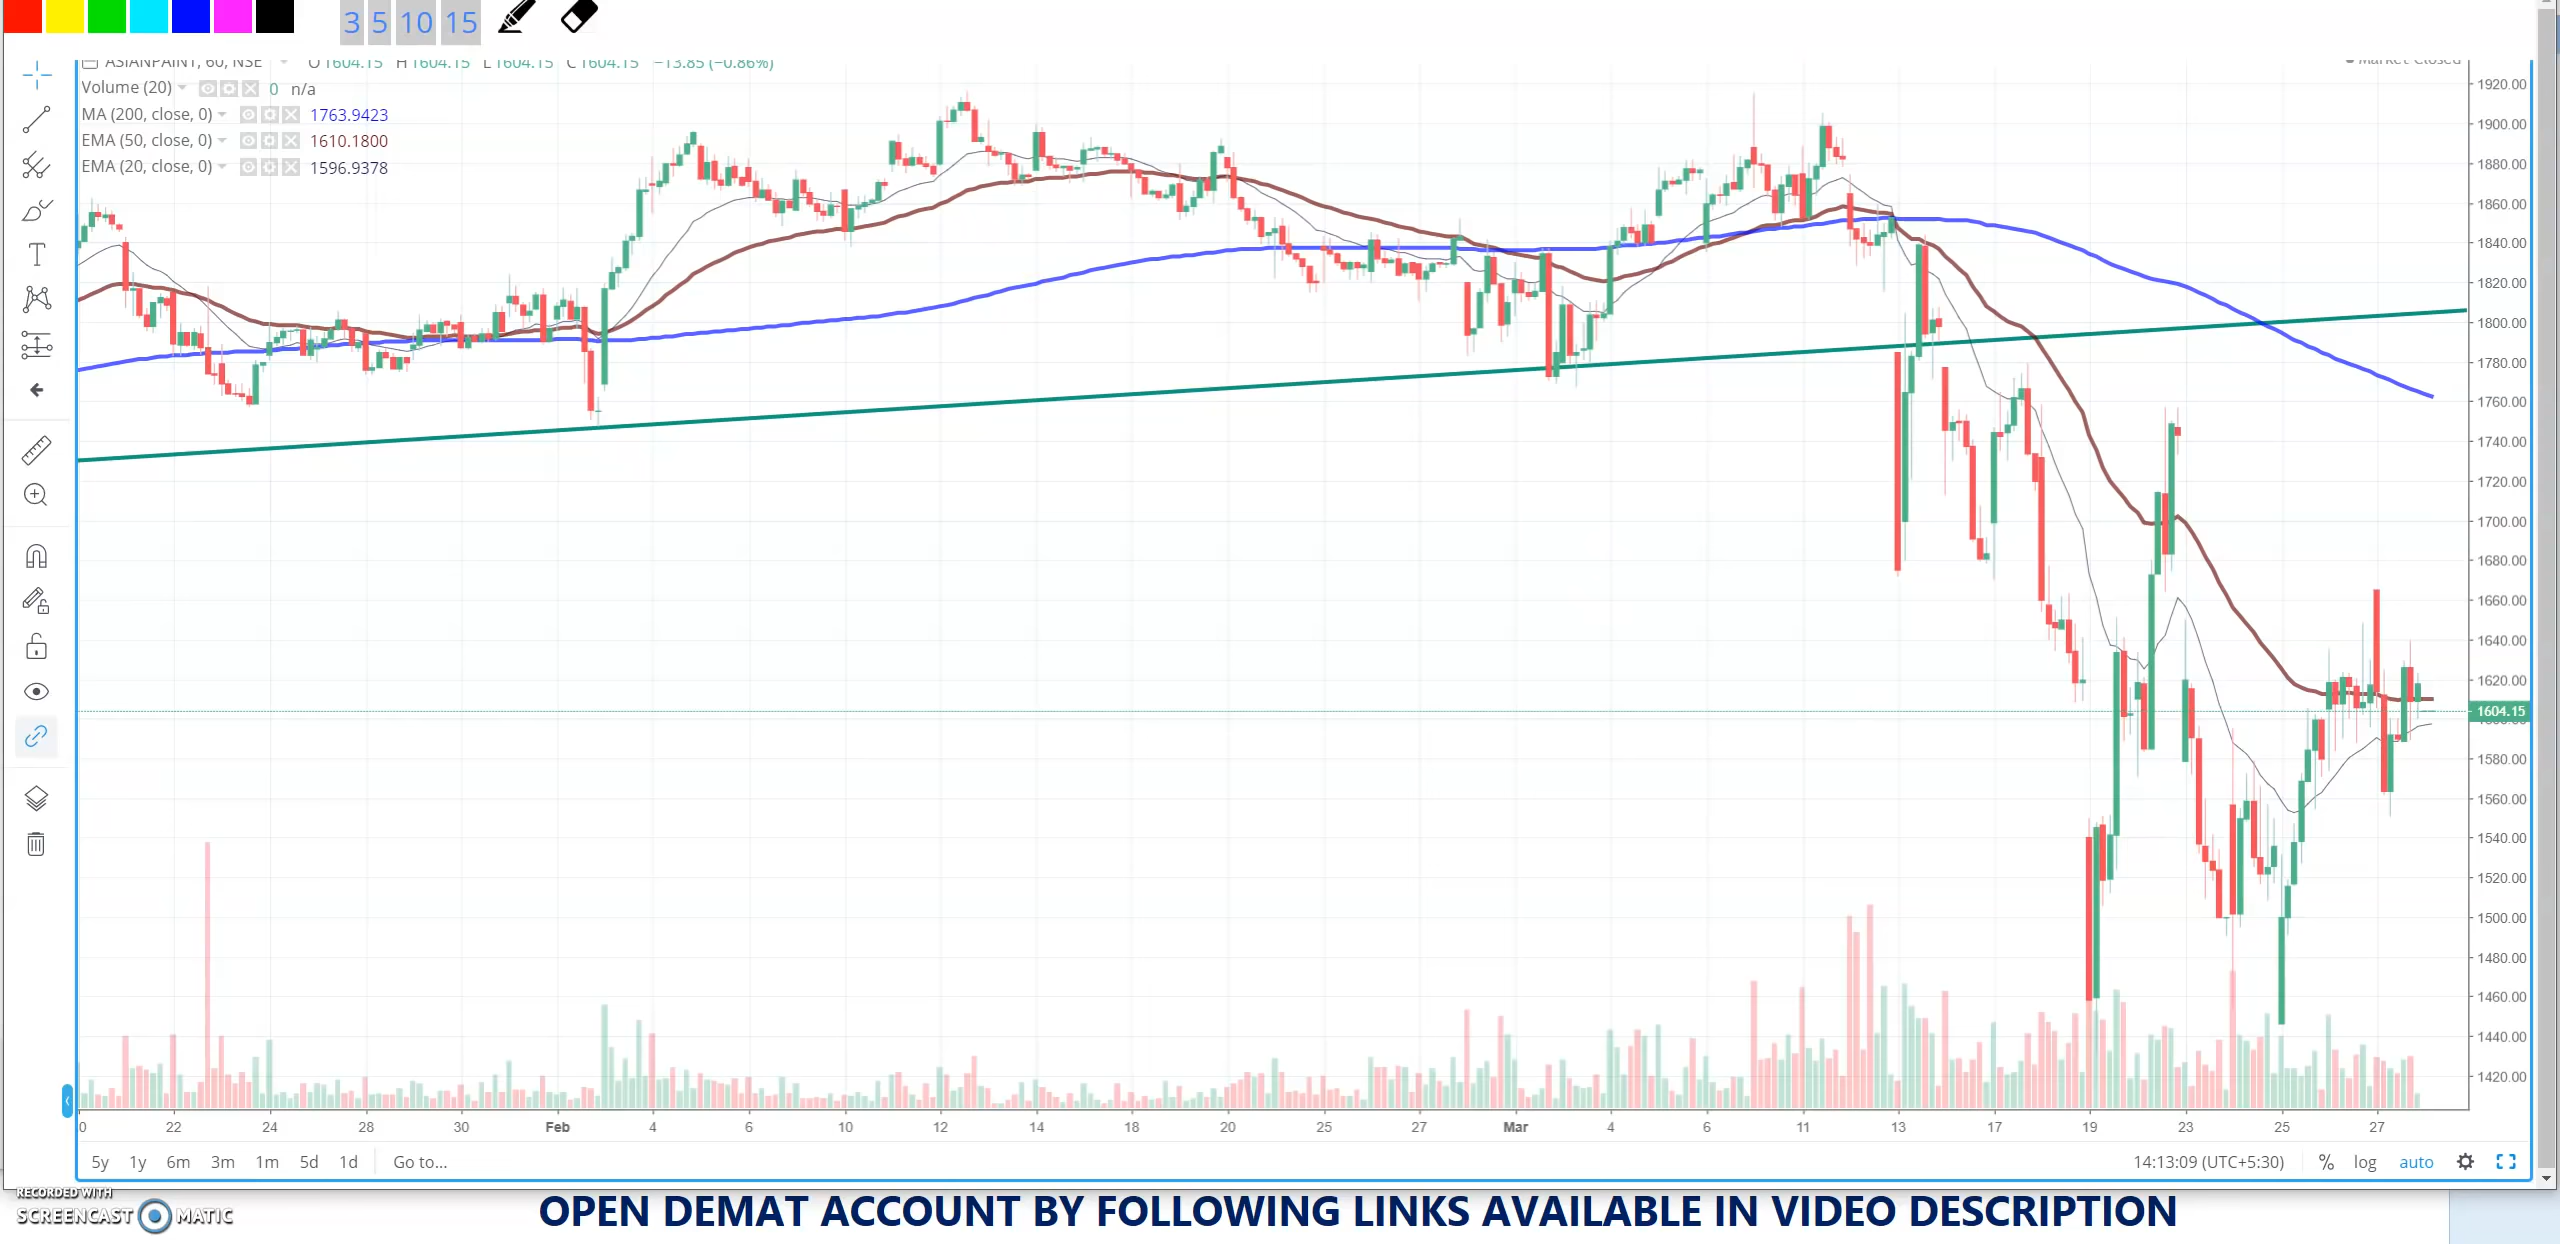 3 5 10 15
ASIANPAINT, 60, NSE O 1604.15 H 1604.15 L 1604.15 C 1604.15 −13.85 (−0.86%)
Market Closed
Volume (20) 0 n/a
MA (200, close, 0) 1763.9423
EMA (50, close, 0) 1610.1800
EMA (20, close, 0) 1596.9378
1920.00
1900.00
1880.00
1860.00
1840.00
1820.00
1800.00
1780.00
1760.00
1740.00
1720.00
1700.00
1680.00
1660.00
1640.00
1620.00
1604.15
1580.00
1560.00
1540.00
1520.00
1500.00
1480.00
1460.00
1440.00
1420.00
0 22 24 28 30 Feb 4 6 10 12 14 18 20 25 27 Mar 4 6 11 13 17 19 23 25 27
5y 1y 6m 3m 1m 5d 1d Go to... 14:13:09 (UTC+5:30) % log auto
RECORDED WITH
SCREENCAST MATIC
OPEN DEMAT ACCOUNT BY FOLLOWING LINKS AVAILABLE IN VIDEO DESCRIPTION